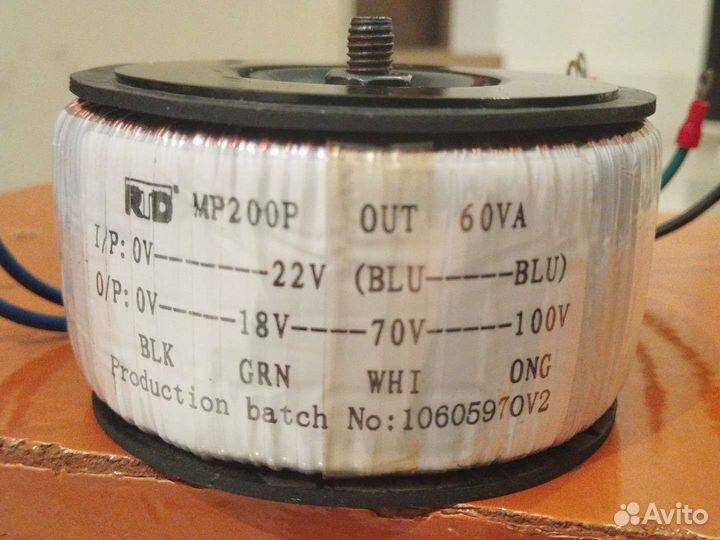 RTD® MP200P OUT 60VA
I/P: 0V-------22V (BLU-----BLU)
O/P: 0V-----18V----70V-----100V
BLK GRN WHI ONG
Production batch No:10605970V2
Avito